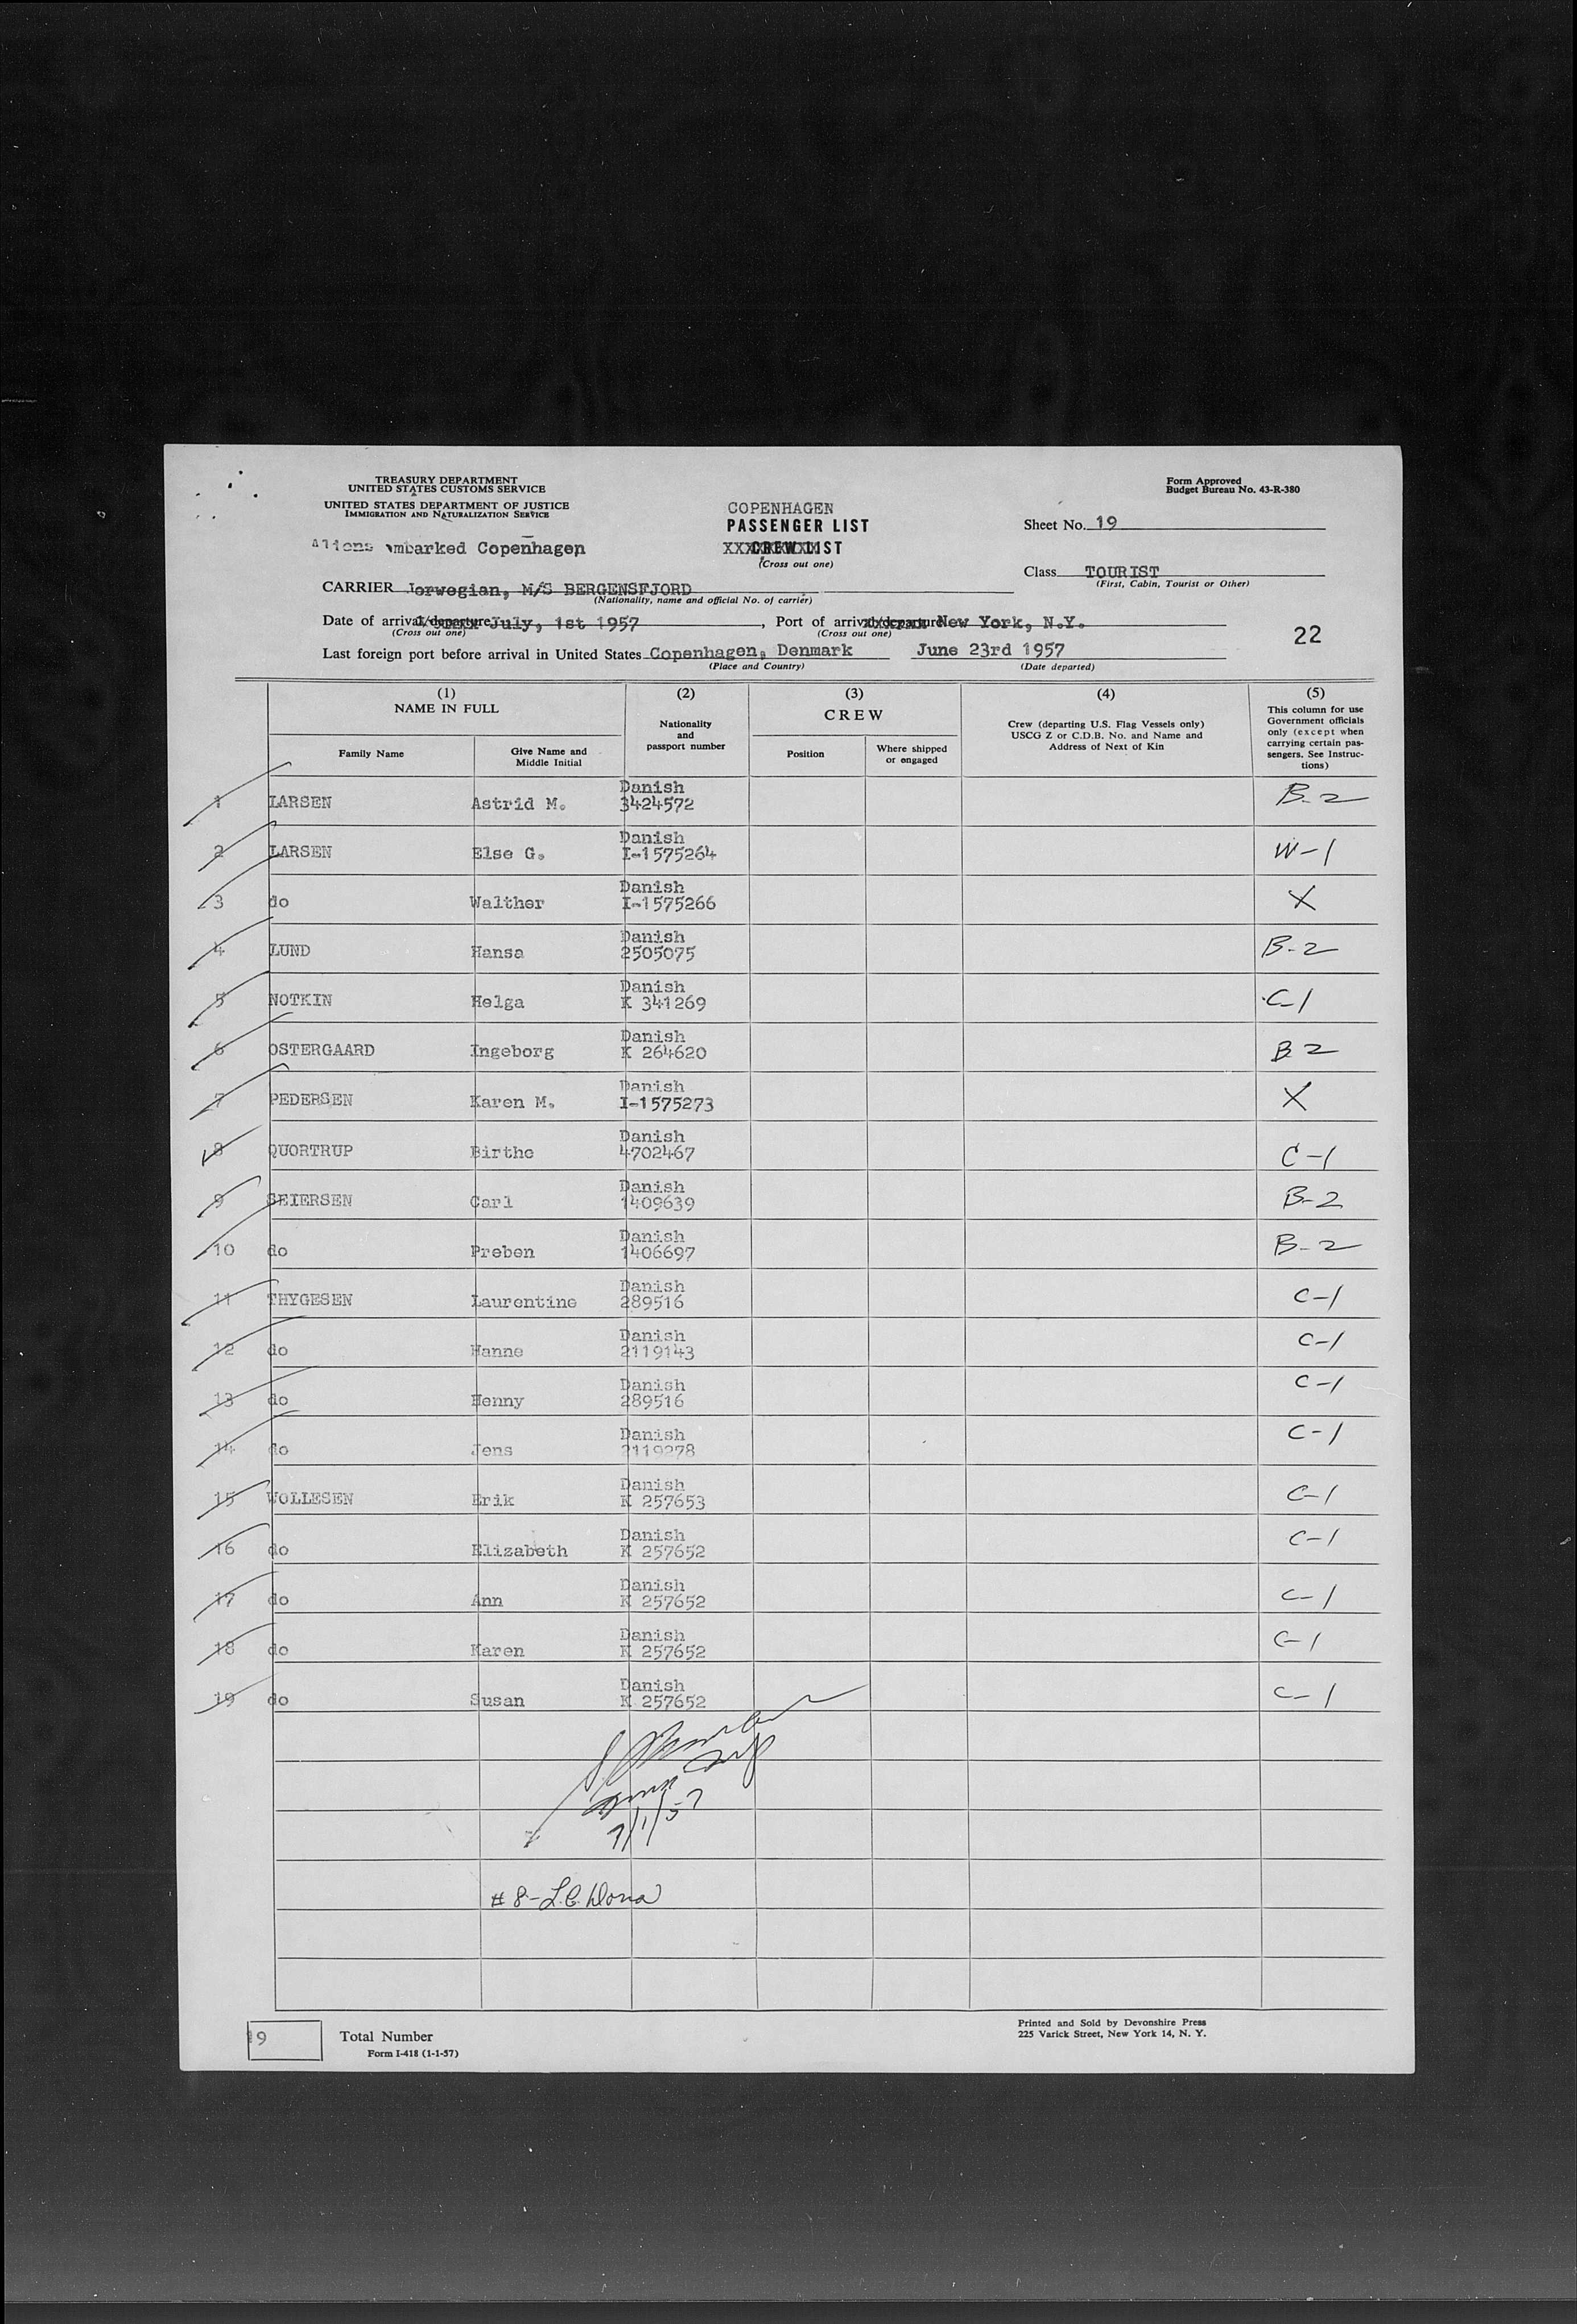 TREASURY DEPARTMENT
UNITED STATES CUSTOMS SERVICE
UNITED STATES DEPARTMENT OF JUSTICE
IMMIGRATION AND NATURALIZATION SERVICE
Form Approved
Budget Bureau No. 43-R-380
COPENHAGEN
PASSENGER LIST
CREW LIST
(Cross out one)
Sheet No. 19
Aliens embarked Copenhagen
Class TOURIST
(First, Cabin, Tourist or Other)
CARRIER Norwegian, M/S BERGENSFJORD
(Nationality, name and official No. of carrier)
Date of arrival/departure July, 1st 1957, Port of arrival/departure New York, N.Y.
(Cross out one) (Cross out one)
22
Last foreign port before arrival in United States Copenhagen, Denmark June 23rd 1957
(Place and Country) (Date departed)
(1) (2) (3) (4) (5)
NAME IN FULL
Family Name
Give Name and Middle Initial
Nationality and passport number
CREW
Position
Where shipped or engaged
Crew (departing U.S. Flag Vessels only)
USCG Z or C.D.B. No. and Name and
Address of Next of Kin
This column for use
Government officials
only (except when
carrying certain pas-
sengers. See Instruc-
tions)
1 LARSEN Astrid M. Danish 3424572 B-2
2 LARSEN Else G. Danish I-1575264 W-1
3 do Walther Danish I-1575266 X
4 LUND Hansa Danish 2505075 B-2
5 NOTKIN Helga Danish K 341269 C-1
6 OSTERGAARD Ingeborg Danish K 264620 B 2
7 PEDERSEN Karen M. Danish I-1575273 X
8 QUORTRUP Birthe Danish 4702467 C-1
9 SEIERSEN Carl Danish 1409639 B-2
10 do Preben Danish 1406697 B-2
11 THYGESEN Laurentine Danish 289516 C-1
12 do Hanne Danish 2119143 C-1
13 do Henny Danish 289516 C-1
14 do Jens Danish 2119278 C-1
15 VOLLESEN Erik Danish K 257653 C-1
16 do Elizabeth Danish K 257652 C-1
17 do Ann Danish K 257652 C-1
18 do Karen Danish K 257652 C-1
19 do Susan Danish K 257652 C-1
7/1/57
#8-
19 Total Number
Form I-418 (1-1-57)
Printed and Sold by Devonshire Press
225 Varick Street, New York 14, N. Y.